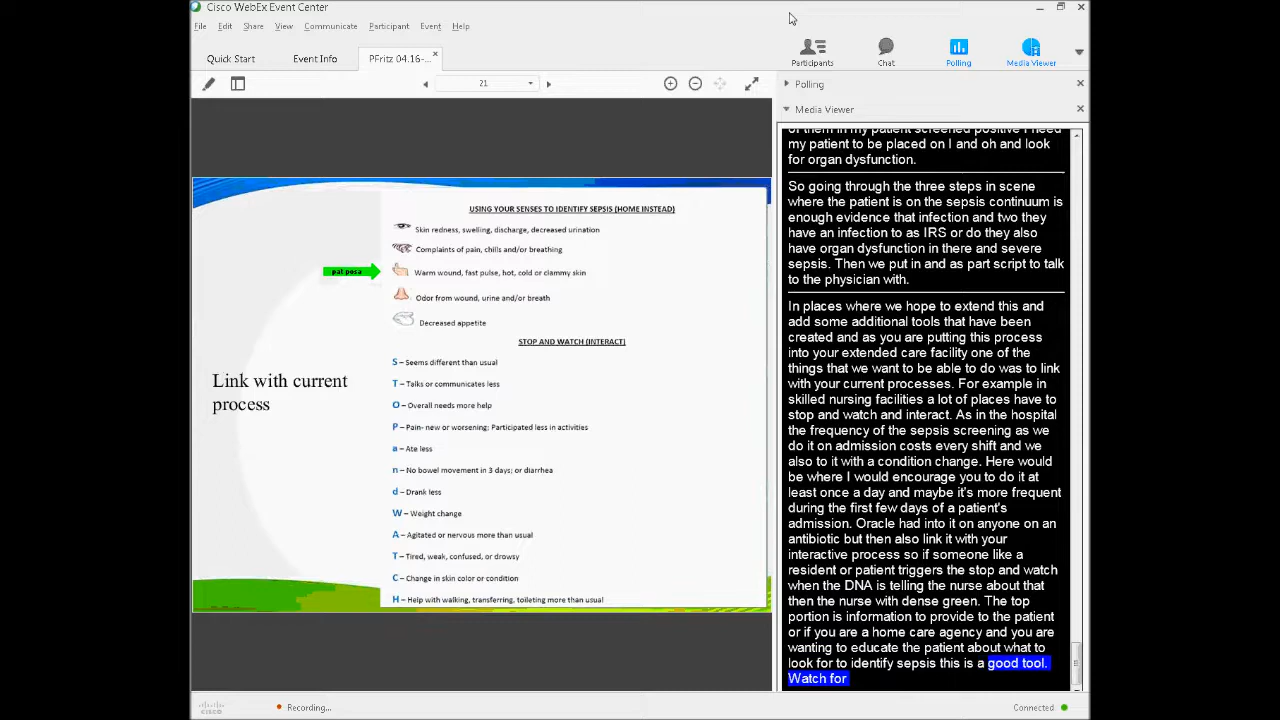 Cisco WebEx Event Center
File Edit Share View Communicate Participant Event Help
Quick Start Event Info PFritz 04.16-...
Participants Chat Polling Media Viewer
21
Polling
Media Viewer
USING YOUR SENSES TO IDENTIFY SEPSIS (HOME INSTEAD)
Skin redness, swelling, discharge, decreased urination
Complaints of pain, chills and/or breathing
pat posa
Warm wound, fast pulse, hot, cold or clammy skin
Odor from wound, urine and/or breath
Decreased appetite
STOP AND WATCH (INTERACT)
S – Seems different than usual
T – Talks or communicates less
O – Overall needs more help
P – Pain- new or worsening; Participated less in activities
a – Ate less
n – No bowel movement in 3 days; or diarrhea
d – Drank less
W – Weight change
A – Agitated or nervous more than usual
T – Tired, weak, confused, or drowsy
C – Change in skin color or condition
H – Help with walking, transferring, toileting more than usual
Link with current
process
of them in my patient screened positive I need
my patient to be placed on I and oh and look
for organ dysfunction.
So going through the three steps in scene
where the patient is on the sepsis continuum is
enough evidence that infection and two they
have an infection to as IRS or do they also
have organ dysfunction in there and severe
sepsis. Then we put in and as part script to talk
to the physician with.
In places where we hope to extend this and
add some additional tools that have been
created and as you are putting this process
into your extended care facility one of the
things that we want to be able to do was to link
with your current processes. For example in
skilled nursing facilities a lot of places have to
stop and watch and interact. As in the hospital
the frequency of the sepsis screening as we
do it on admission costs every shift and we
also to it with a condition change. Here would
be where I would encourage you to do it at
least once a day and maybe it's more frequent
during the first few days of a patient's
admission. Oracle had into it on anyone on an
antibiotic but then also link it with your
interactive process so if someone like a
resident or patient triggers the stop and watch
when the DNA is telling the nurse about that
then the nurse with dense green. The top
portion is information to provide to the patient
or if you are a home care agency and you are
wanting to educate the patient about what to
look for to identify sepsis this is a good tool.
Watch for
cisco
Recording...
Connected